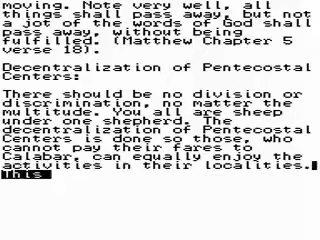 moving. Note very well, all
things shall pass away, but not
a jot of the words of God shall
pass away, without being
fulfilled. (Matthew Chapter 5
verse 18).
Decentralization of Pentecostal
Centers:
There should be no division or
discrimination, no matter the
multitude. You all are sheep
under one shepherd. The
decentralization of Pentecostal
Centers is done so those, who
cannot pay their fares to
Calabar, can equally enjoy the
activities in their localities.
This